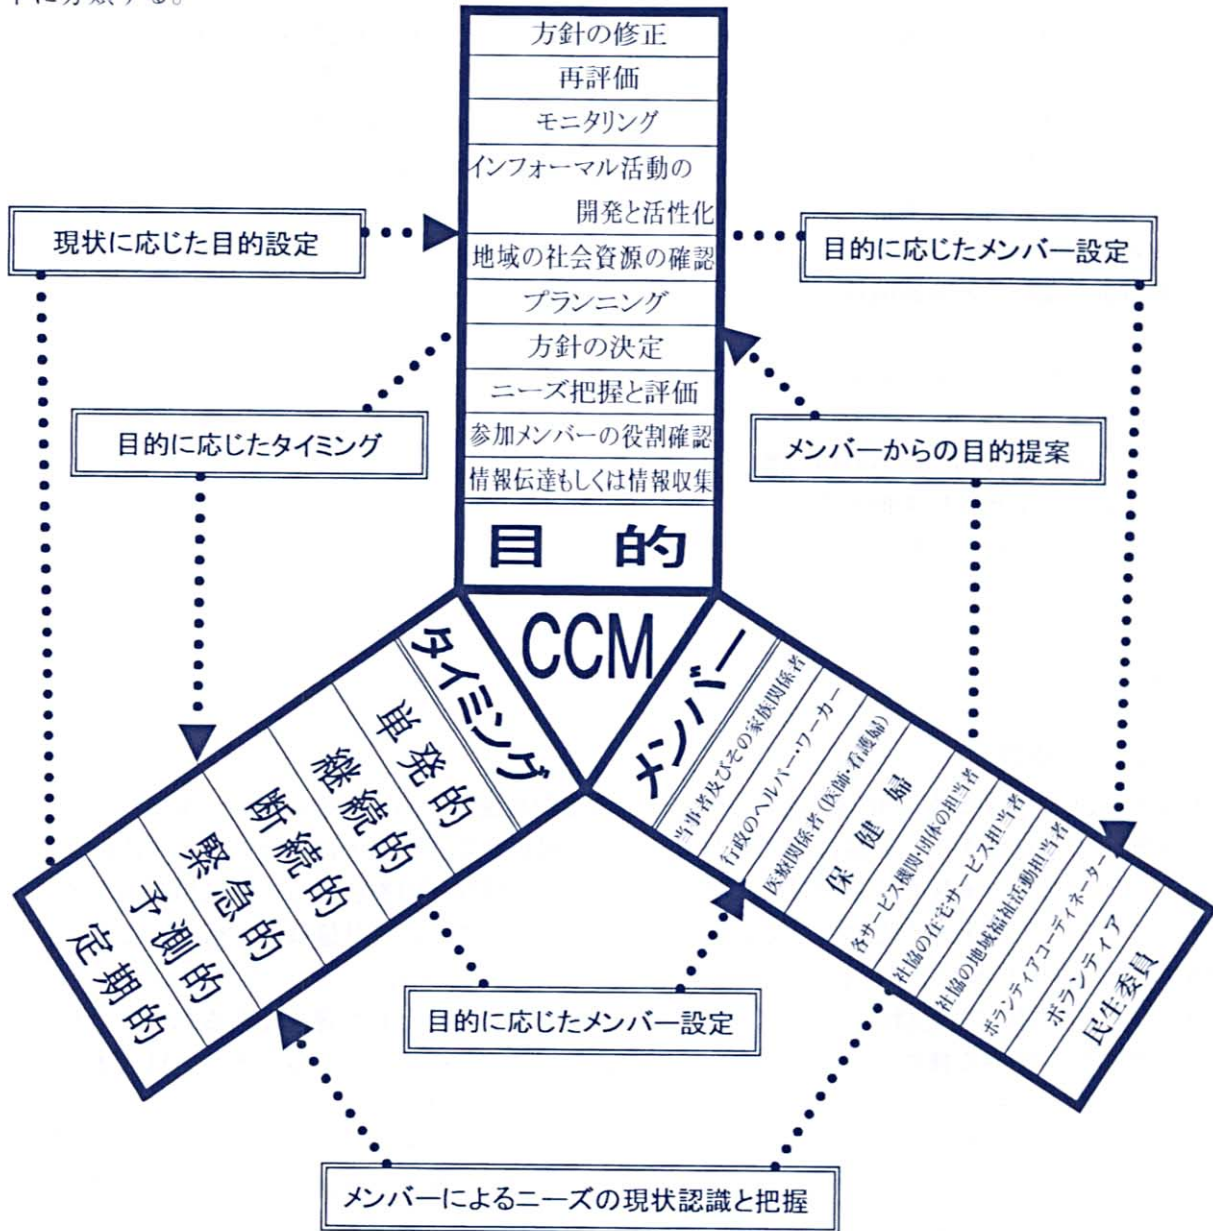 に分類する。
方針の修正
再評価
モニタリング
インフォーマル活動の
開発と活性化
地域の社会資源の確認
プランニング
方針の決定
ニーズ把握と評価
参加メンバーの役割確認
情報伝達もしくは情報収集
目 的
現状に応じた目的設定
目的に応じたメンバー設定
目的に応じたタイミング
メンバーからの目的提案
CCM
タイミング
単発的
継続的
断続的
緊急的
予測的
定期的
メンバー
当事者及びその家族関係者
行政のヘルパー・ワーカー
医療関係者(医師・看護婦)
保 健 婦
各サービス機関・団体の担当者
社協の在宅サービス担当者
社協の地域福祉活動担当者
ボランティアコーディネーター
ボランティア
民生委員
目的に応じたメンバー設定
メンバーによるニーズの現状認識と把握